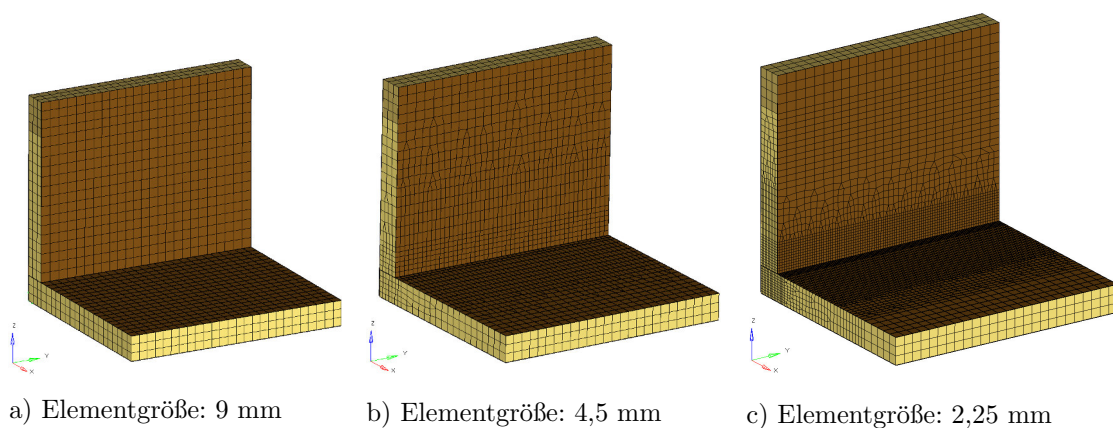 Z
Y
X
Z
Y
X
Z
Y
X
a) Elementgröße: 9 mm
b) Elementgröße: 4,5 mm
c) Elementgröße: 2,25 mm